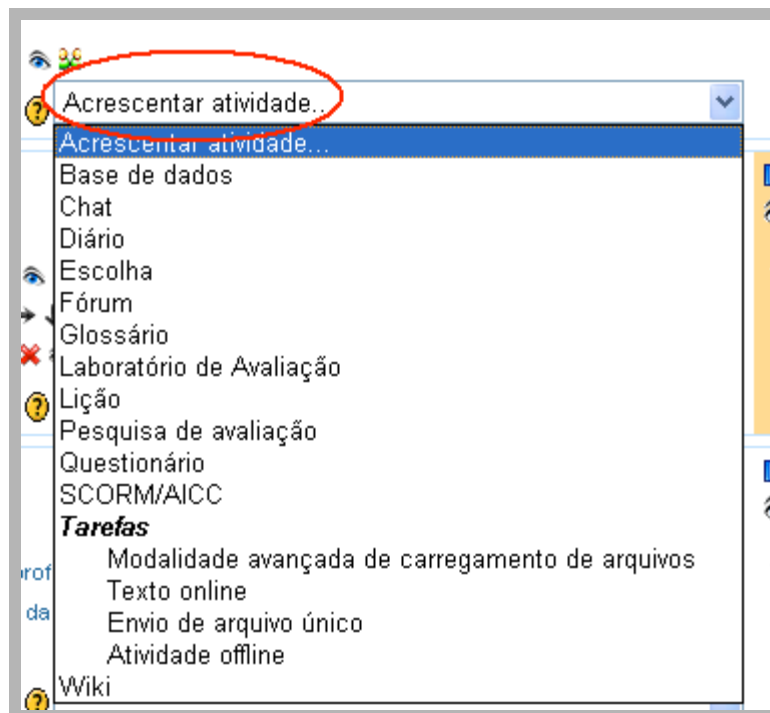 Acrescentar atividade...
Acrescentar atividade...
Base de dados
Chat
Diário
Escolha
Fórum
Glossário
Laboratório de Avaliação
Lição
Pesquisa de avaliação
Questionário
SCORM/AICC
Tarefas
Modalidade avançada de carregamento de arquivos
rof
Texto online
da
Envio de arquivo único
Atividade offline
Wiki